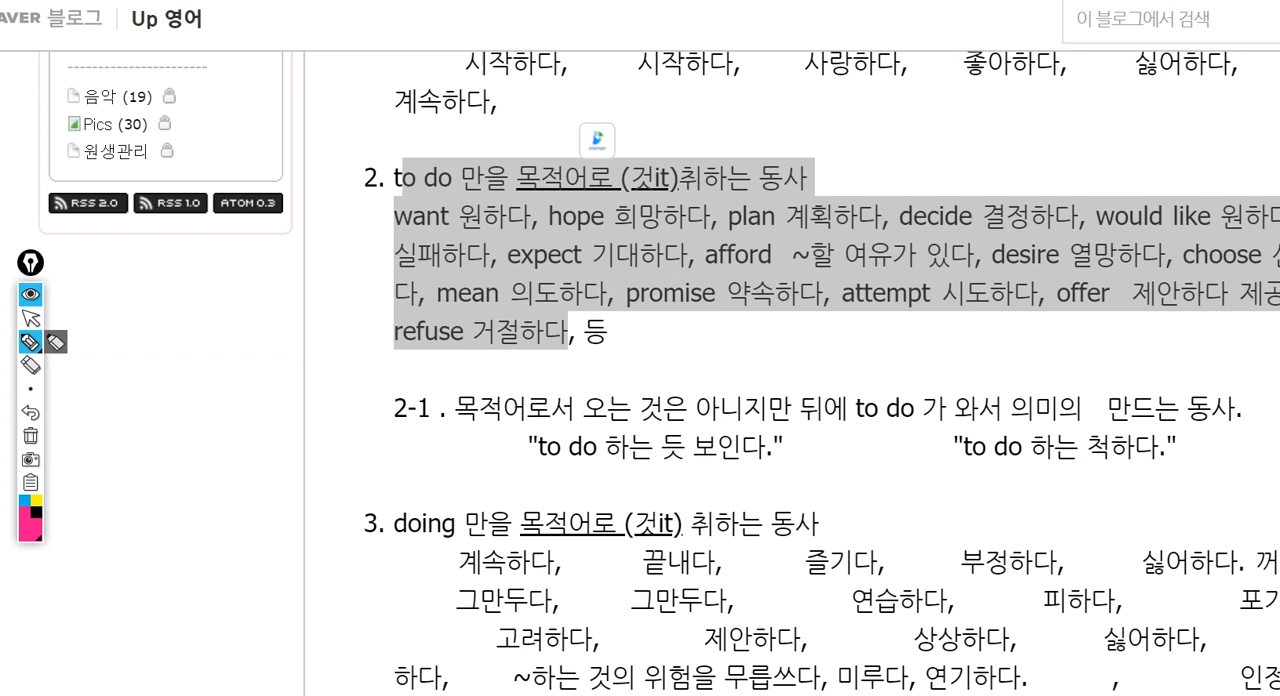 AVER 블로그 Up 영어
이 블로그에서 검색
-----------------------
음악 (19)
Pics (30)
원생관리
RSS 2.0 RSS 1.0 ATOM 0.3
시작하다, 시작하다, 사랑하다, 좋아하다, 싫어하다,
계속하다,
2. to do 만을 목적어로 (것it)취하는 동사
want 원하다, hope 희망하다, plan 계획하다, decide 결정하다, would like 원하다
실패하다, expect 기대하다, afford ~할 여유가 있다, desire 열망하다, choose 선
다, mean 의도하다, promise 약속하다, attempt 시도하다, offer 제안하다 제공
refuse 거절하다, 등
2-1 . 목적어로서 오는 것은 아니지만 뒤에 to do 가 와서 의미의 만드는 동사.
"to do 하는 듯 보인다." "to do 하는 척하다."
3. doing 만을 목적어로 (것it) 취하는 동사
계속하다, 끝내다, 즐기다, 부정하다, 싫어하다. 꺼
그만두다, 그만두다, 연습하다, 피하다, 포기
고려하다, 제안하다, 상상하다, 싫어하다,
하다, ~하는 것의 위험을 무릅쓰다, 미루다, 연기하다. , 인정